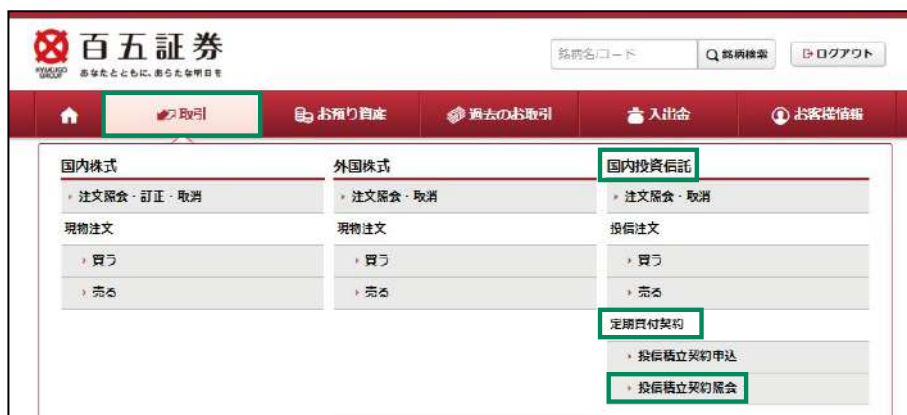 百五証券
HYAKUGO GROUP
あなたとともに、あらたな明日を
銘柄名/コード
銘柄検索
ログアウト
取引
お預り資産
過去のお取引
入出金
お客様情報
国内株式
注文照会・訂正・取消
現物注文
買う
売る
外国株式
注文照会・取消
現物注文
買う
売る
国内投資信託
注文照会・取消
投信注文
買う
売る
定期買付契約
投信積立契約申込
投信積立契約照会